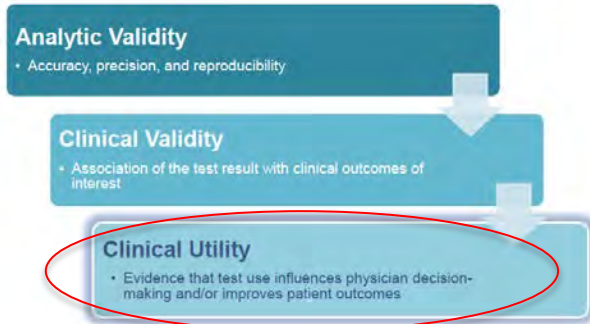 Analytic Validity
• Accuracy, precision, and reproducibility
Clinical Validity
• Association of the test result with clinical outcomes of
interest
Clinical Utility
• Evidence that test use influences physician decision-
making and/or improves patient outcomes